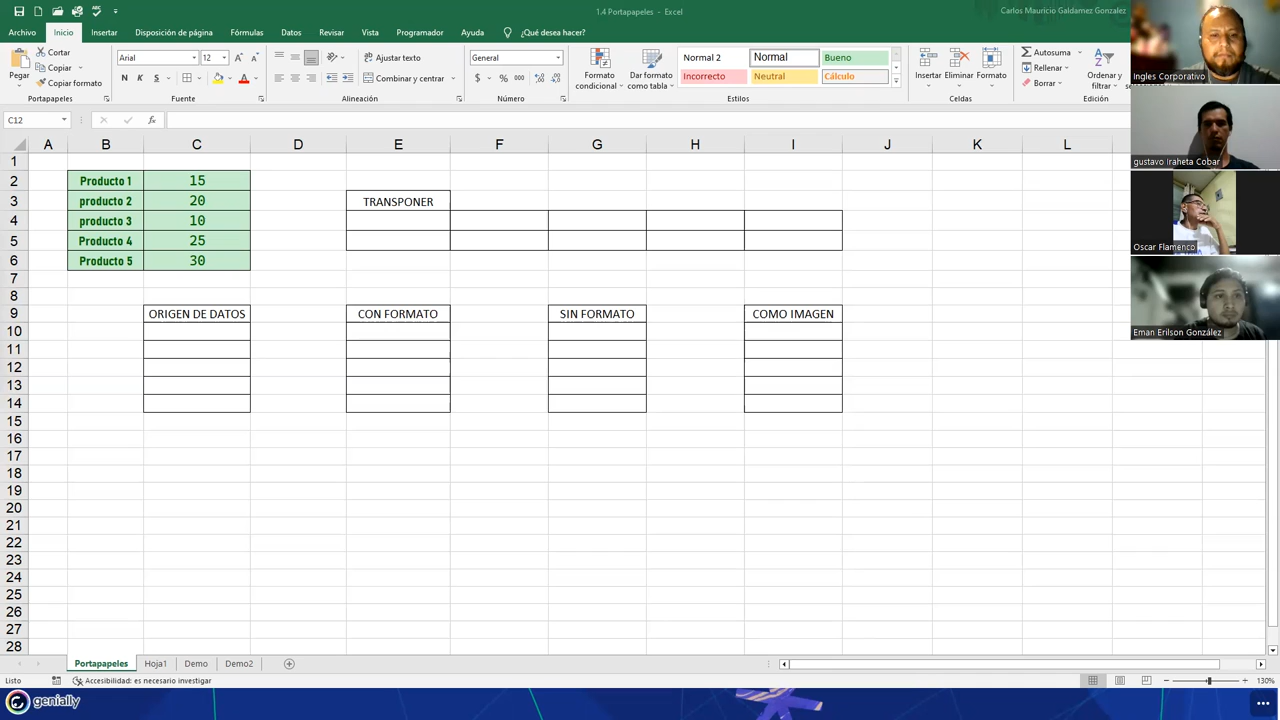 1.4 Portapapeles - Excel
Carlos Mauricio Galdamez Gonzalez
Archivo Inicio Insertar Disposición de página Fórmulas Datos Revisar Vista Programador Ayuda ¿Qué desea hacer?
Pegar
Cortar
Copiar
Copiar formato
Portapapeles
Arial 12
N K S
Fuente
Ajustar texto
Combinar y centrar
Alineación
General
$ % 000
Número
Formato condicional
Dar formato como tabla
Normal 2 Normal Bueno
Incorrecto Neutral Cálculo
Estilos
Insertar Eliminar Formato
Celdas
Autosuma
Rellenar
Borrar
Ordenar y
Edición
C12
fx
A B C D E F G H I J K L
1
2 Producto 1 15
3 producto 2 20 TRANSPONER
4 producto 3 10
5 Producto 4 25
6 Producto 5 30
7
8
9 ORIGEN DE DATOS CON FORMATO SIN FORMATO COMO IMAGEN
10
11
12
13
14
15
16
17
18
19
20
21
22
23
24
25
26
27
28
Portapapeles Hoja1 Demo Demo2
Listo Accesibilidad: es necesario investigar 130%
genially
Ingles Corporativo
gustavo Iraheta Cobar
Oscar Flamenco
Eman Erilson González